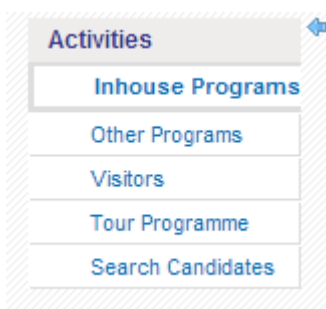 Activities
Inhouse Programs
Other Programs
Visitors
Tour Programme
Search Candidates